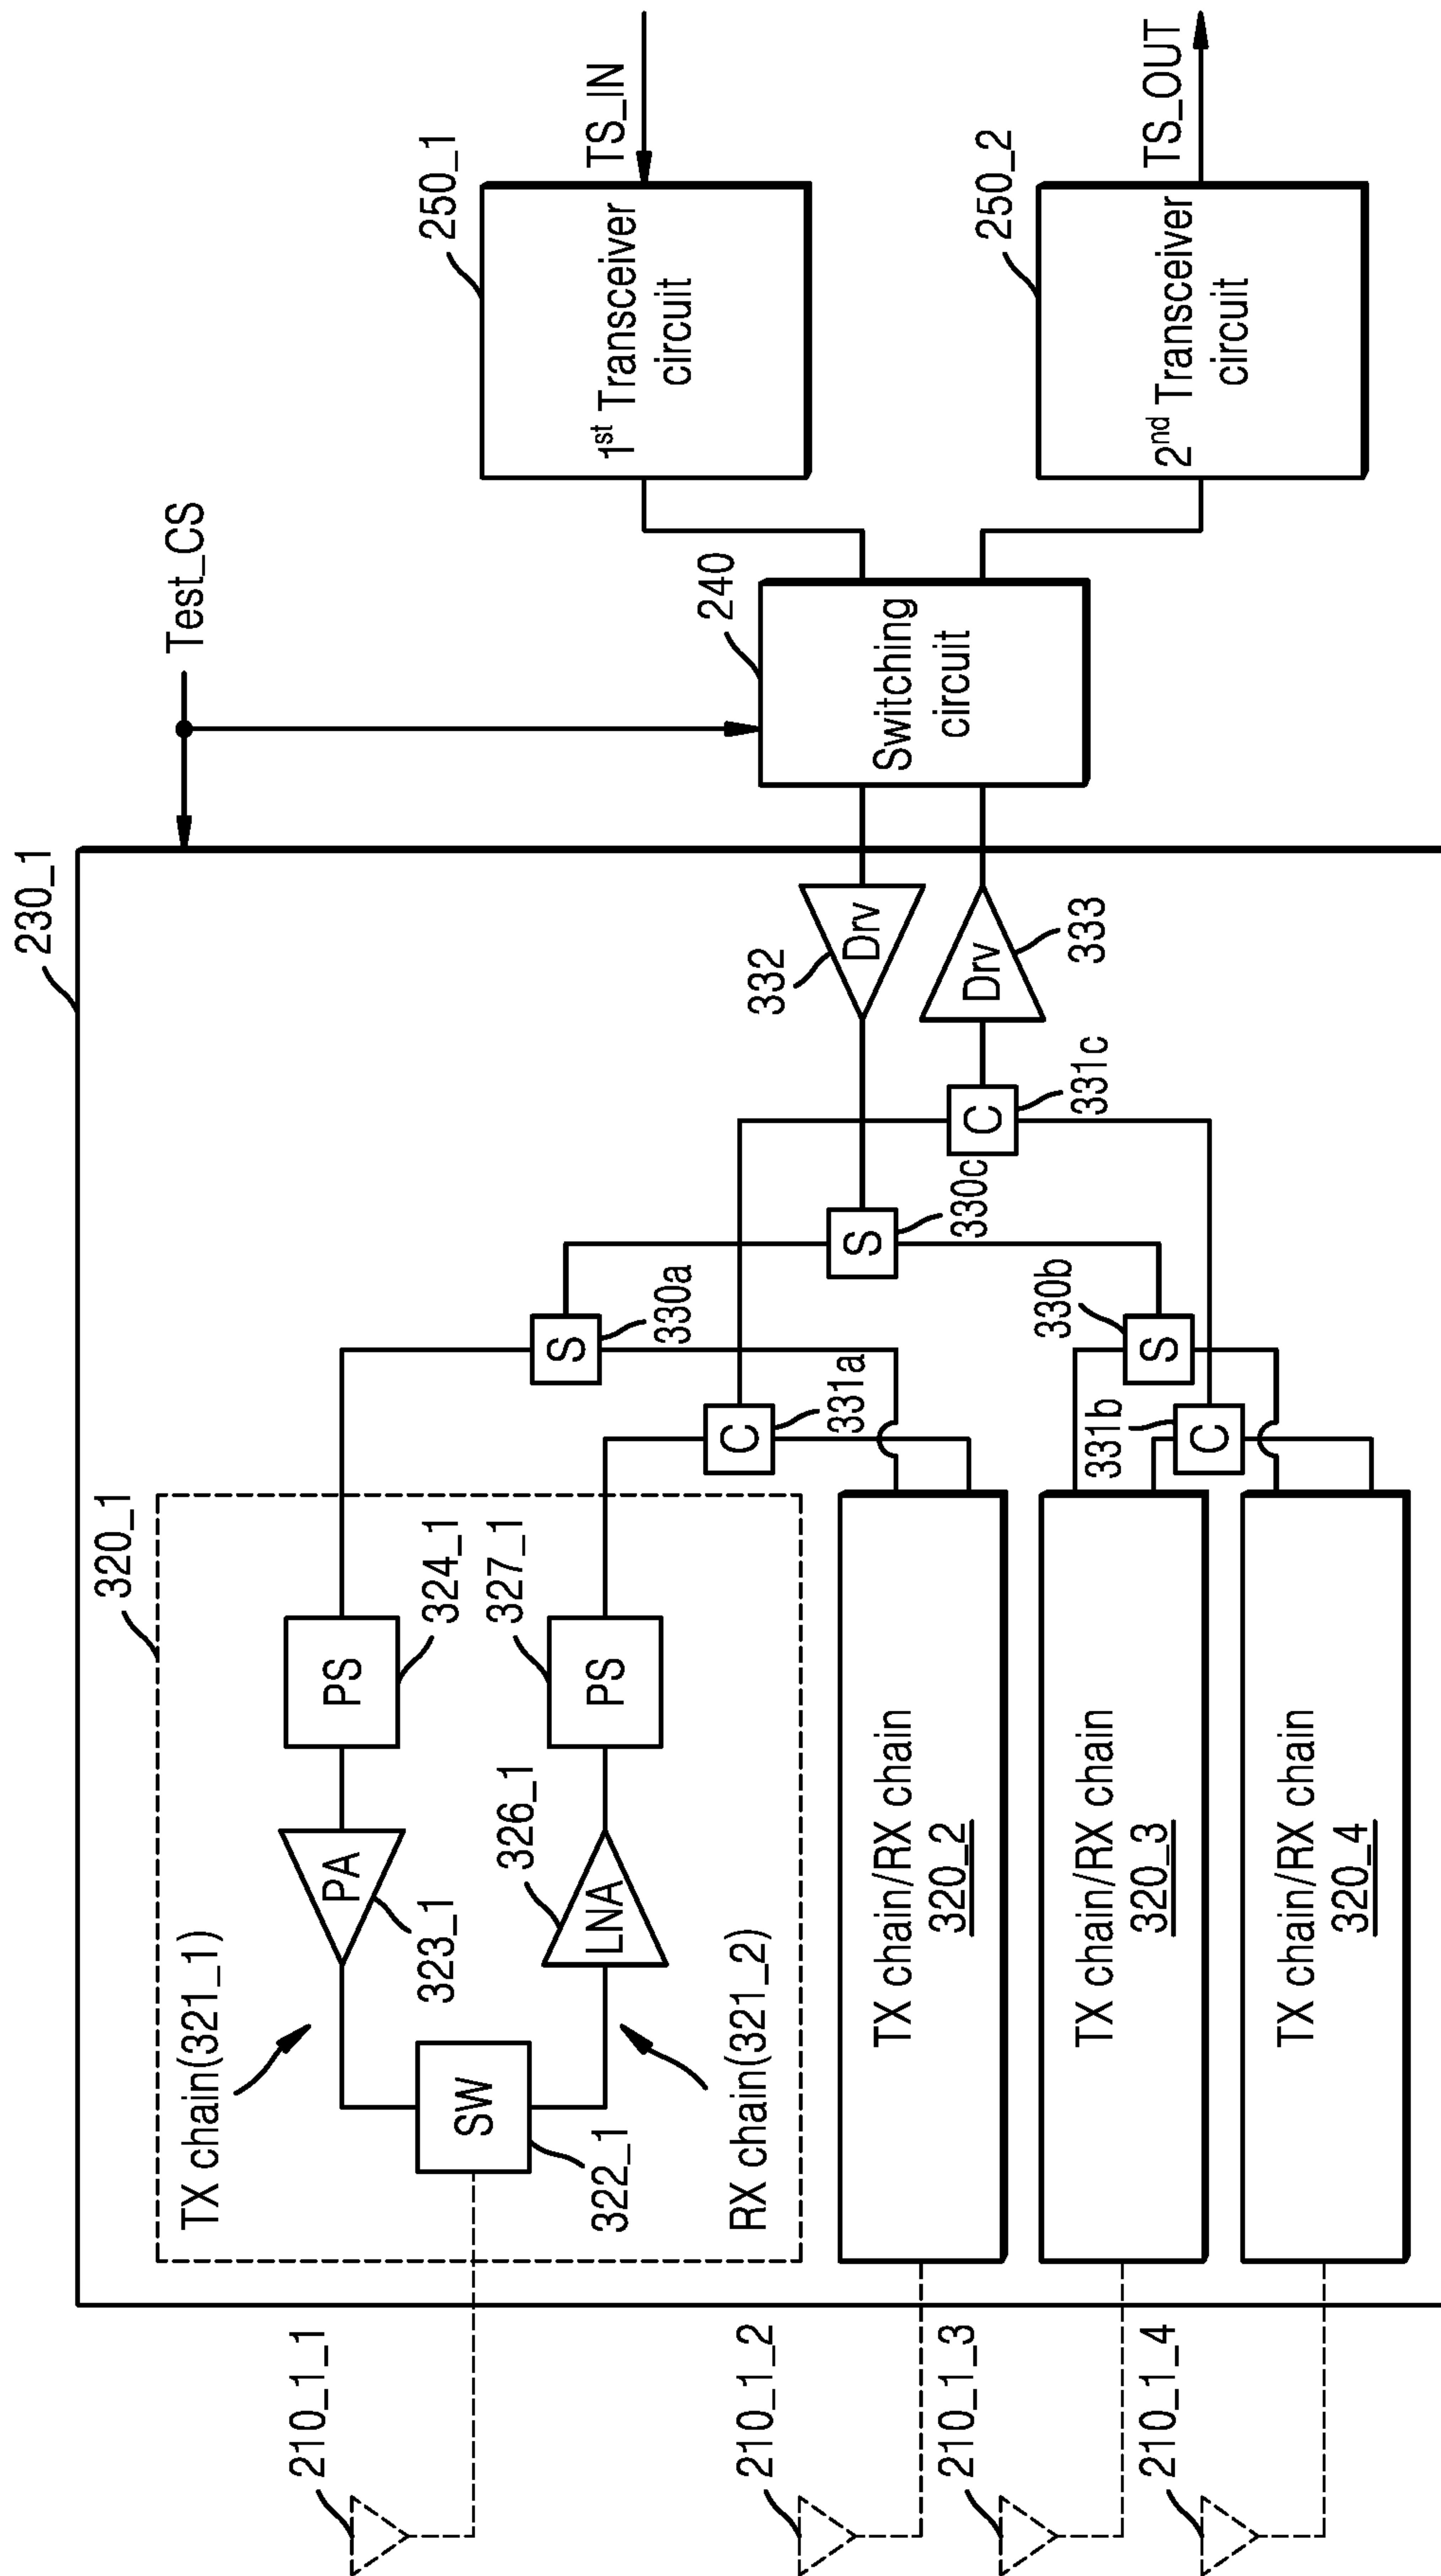 230_1
Test_CS
320_1
TX chain(321_1)
PA
323_1
PS
324_1
SW
322_1
LNA
326_1
PS
327_1
RX chain(321_2)
210_1_1
S
330a
C
331a
S
330c
C
331c
332
Drv
Drv
333
240
Switching
circuit
250_1
1st Transceiver
circuit
TS_IN
250_2
2nd Transceiver
circuit
TS_OUT
210_1_2
TX chain/RX chain
320_2
210_1_3
TX chain/RX chain
320_3
330b
S
331b
C
210_1_4
TX chain/RX chain
320_4